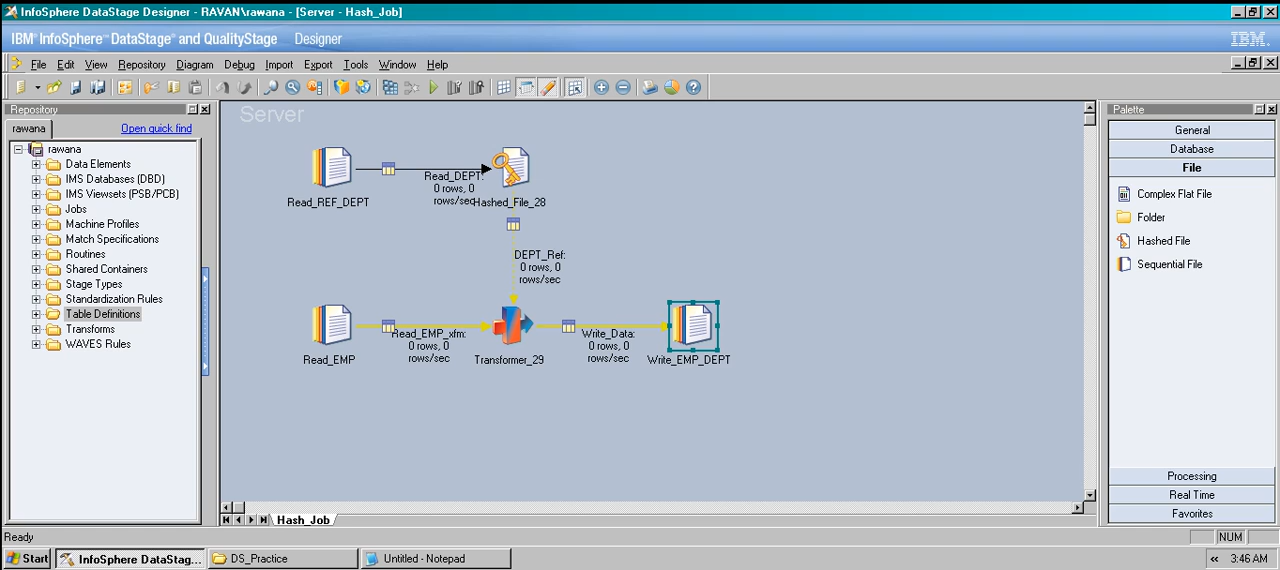 InfoSphere DataStage Designer - RAVAN\rawana - [Server - Hash_Job]
IBM® InfoSphere™ DataStage® and QualityStage Designer
IBM.
File Edit View Repository Diagram Debug Import Export Tools Window Help
Repository
rawana Open quick find
rawana
Data Elements
IMS Databases (DBD)
IMS Viewsets (PSB/PCB)
Jobs
Machine Profiles
Match Specifications
Routines
Shared Containers
Stage Types
Standardization Rules
Table Definitions
Transforms
WAVES Rules
Server
Read_REF_DEPT
Read_DEPT:
0 rows, 0
rows/sec
Hashed_File_28
DEPT_Ref:
0 rows, 0
rows/sec
Read_EMP
Read_EMP_xfm:
0 rows, 0
rows/sec
Transformer_29
Write_Data:
0 rows, 0
rows/sec
Write_EMP_DEPT
Hash_Job
Palette
General
Database
File
Complex Flat File
Folder
Hashed File
Sequential File
Processing
Real Time
Favorites
Ready
NUM
Start InfoSphere DataStag... DS_Practice Untitled - Notepad
3:46 AM